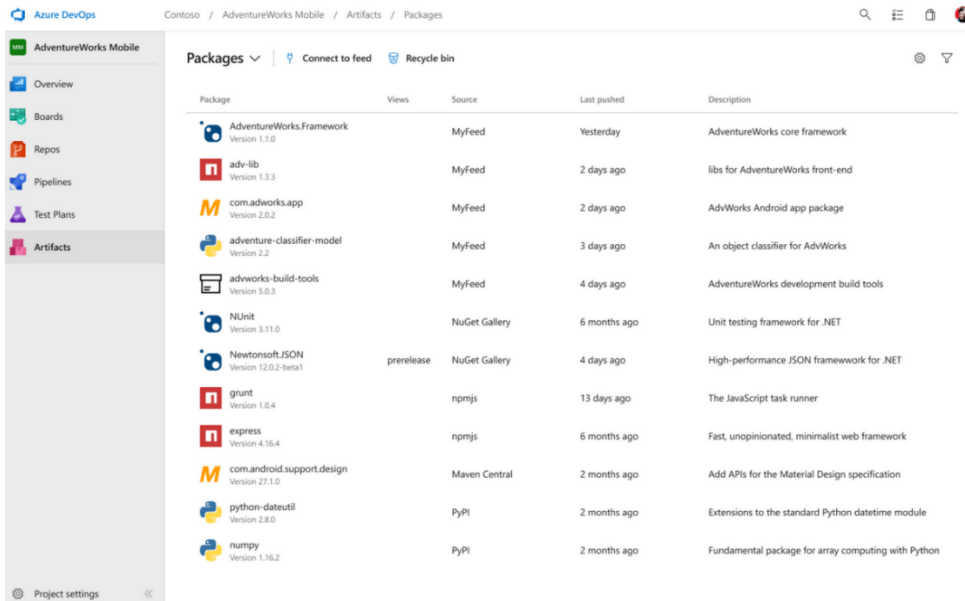 Azure DevOps
Contoso / AdventureWorks Mobile / Artifacts / Packages
MM AdventureWorks Mobile
Overview
Boards
Repos
Pipelines
Test Plans
Artifacts
Project settings
Packages Connect to feed Recycle bin
Package Views Source Last pushed Description
AdventureWorks.Framework MyFeed Yesterday AdventureWorks core framework
Version 1.1.0
adv-lib MyFeed 2 days ago libs for AdventureWorks front-end
Version 1.3.3
com.adworks.app MyFeed 2 days ago AdvWorks Android app package
Version 2.0.2
adventure-classifier-model MyFeed 3 days ago An object classifier for AdvWorks
Version 2.2
advworks-build-tools MyFeed 4 days ago AdventureWorks development build tools
Version 5.0.3
NUnit NuGet Gallery 6 months ago Unit testing framework for .NET
Version 3.11.0
Newtonsoft.JSON prerelease NuGet Gallery 4 days ago High-performance JSON framewwork for .NET
Version 12.0.2-beta1
grunt npmjs 13 days ago The JavaScript task runner
Version 1.0.4
express npmjs 6 months ago Fast, unopinionated, minimalist web framework
Version 4.16.4
com.android.support.design Maven Central 2 months ago Add APIs for the Material Design specification
Version 27.1.0
python-dateutil PyPI 2 months ago Extensions to the standard Python datetime module
Version 2.8.0
numpy PyPI 2 months ago Fundamental package for array computing with Python
Version 1.16.2